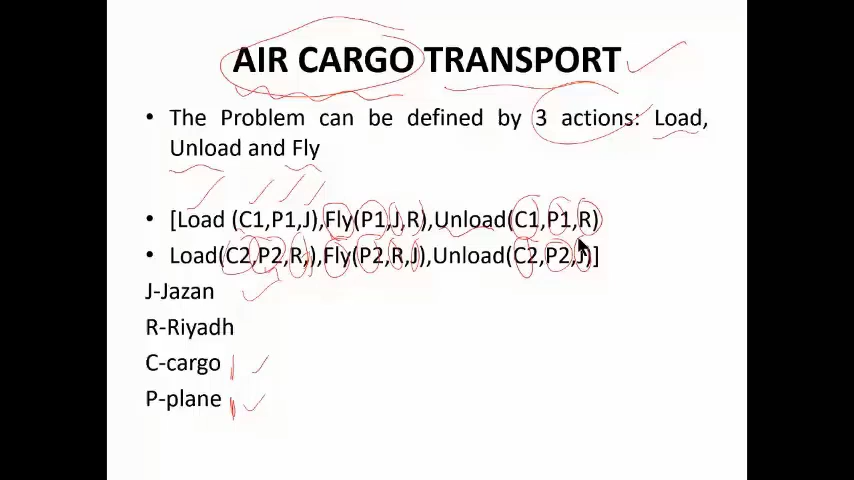 AIR CARGO TRANSPORT
• The Problem can be defined by 3 actions: Load,
Unload and Fly
• [Load (C1,P1,J),Fly(P1,J,R),Unload(C1,P1,R)
• Load(C2,P2,R,),Fly(P2,R,J),Unload(C2,P2,J)]
J-Jazan
R-Riyadh
C-cargo
P-plane